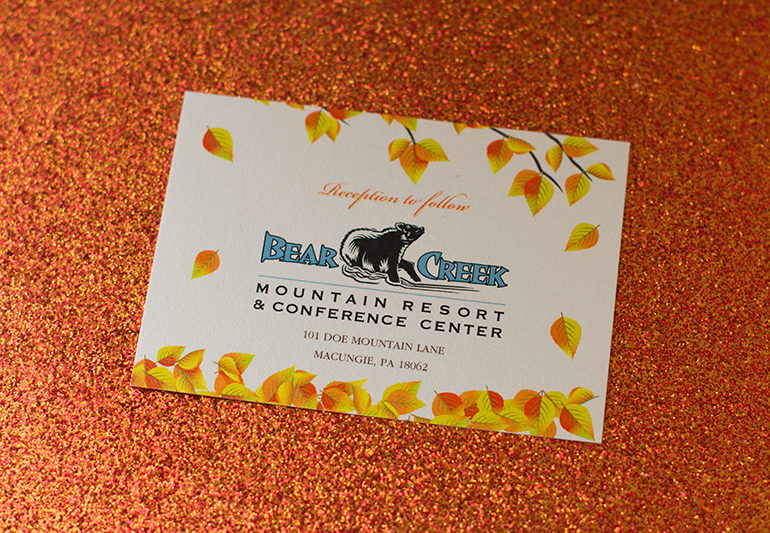 Reception to follow
BEAR CREEK
MOUNTAIN RESORT
& CONFERENCE CENTER
101 DOE MOUNTAIN LANE
MACUNGIE, PA 18062